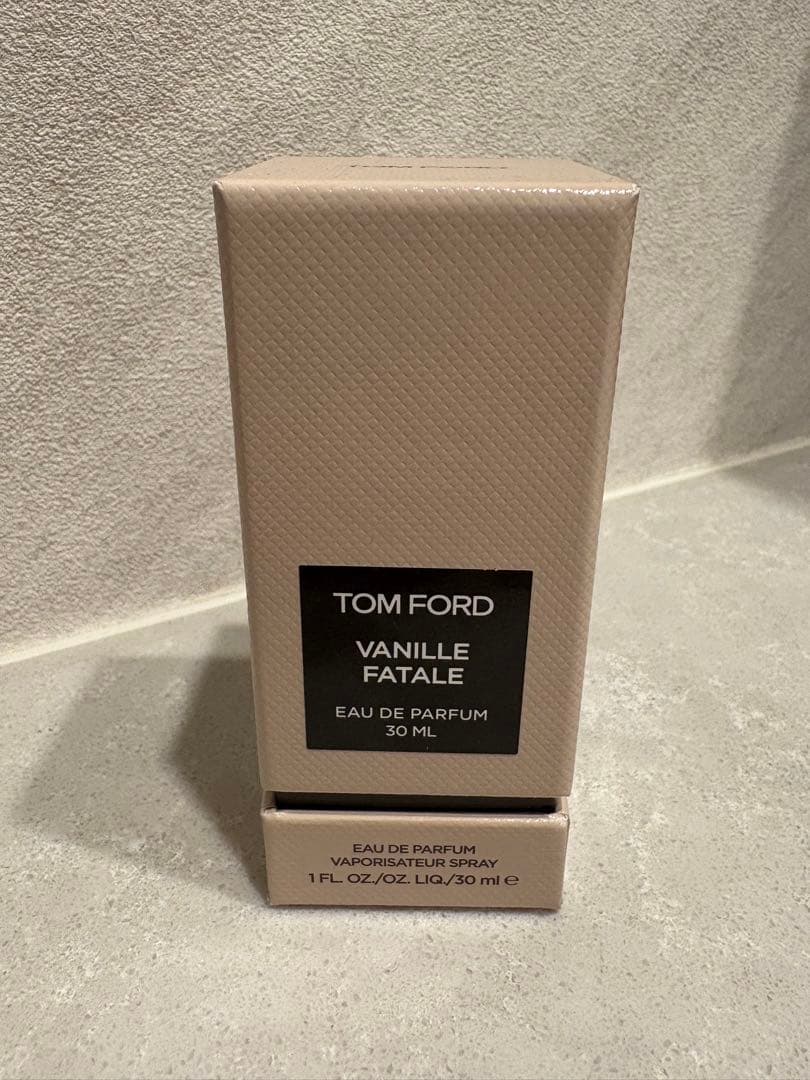 TOM FORD
VANILLE
FATALE
EAU DE PARFUM
30 ML
EAU DE PARFUM
VAPORISATEUR SPRAY
1 FL. OZ./OZ. LIQ./30 ml ℮